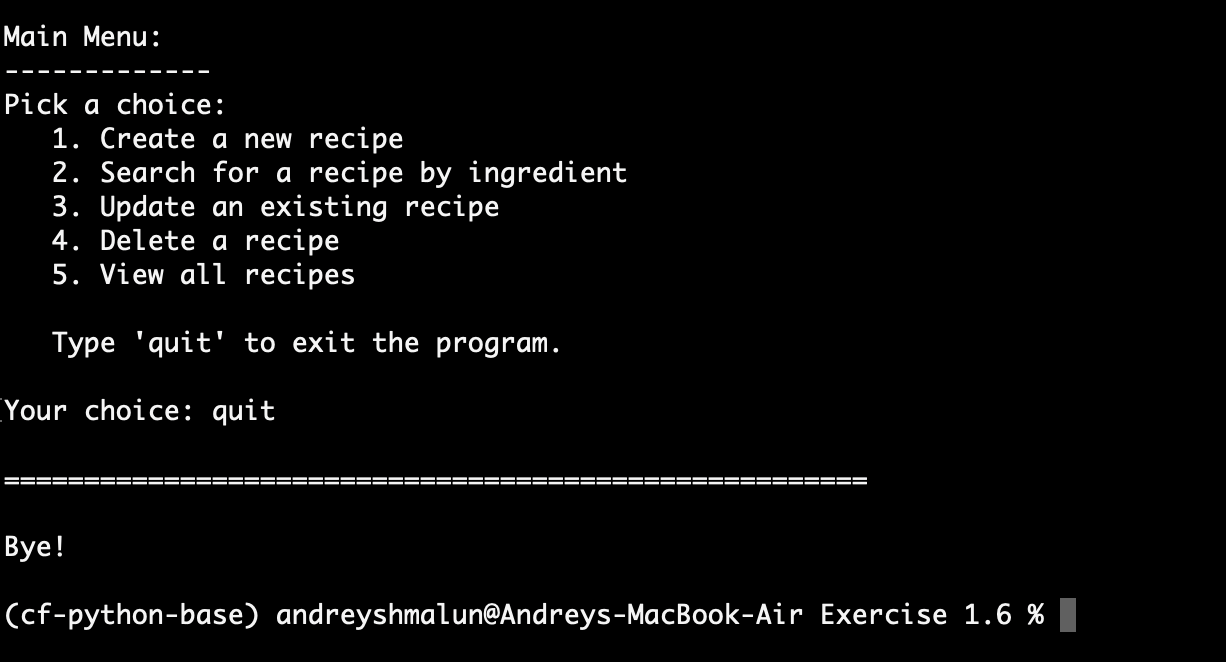 Main Menu:
-------------
Pick a choice:
   1. Create a new recipe
   2. Search for a recipe by ingredient
   3. Update an existing recipe
   4. Delete a recipe
   5. View all recipes

   Type 'quit' to exit the program.

Your choice: quit

======================================================

Bye!

(cf-python-base) andreyshmalun@Andreys-MacBook-Air Exercise 1.6 %